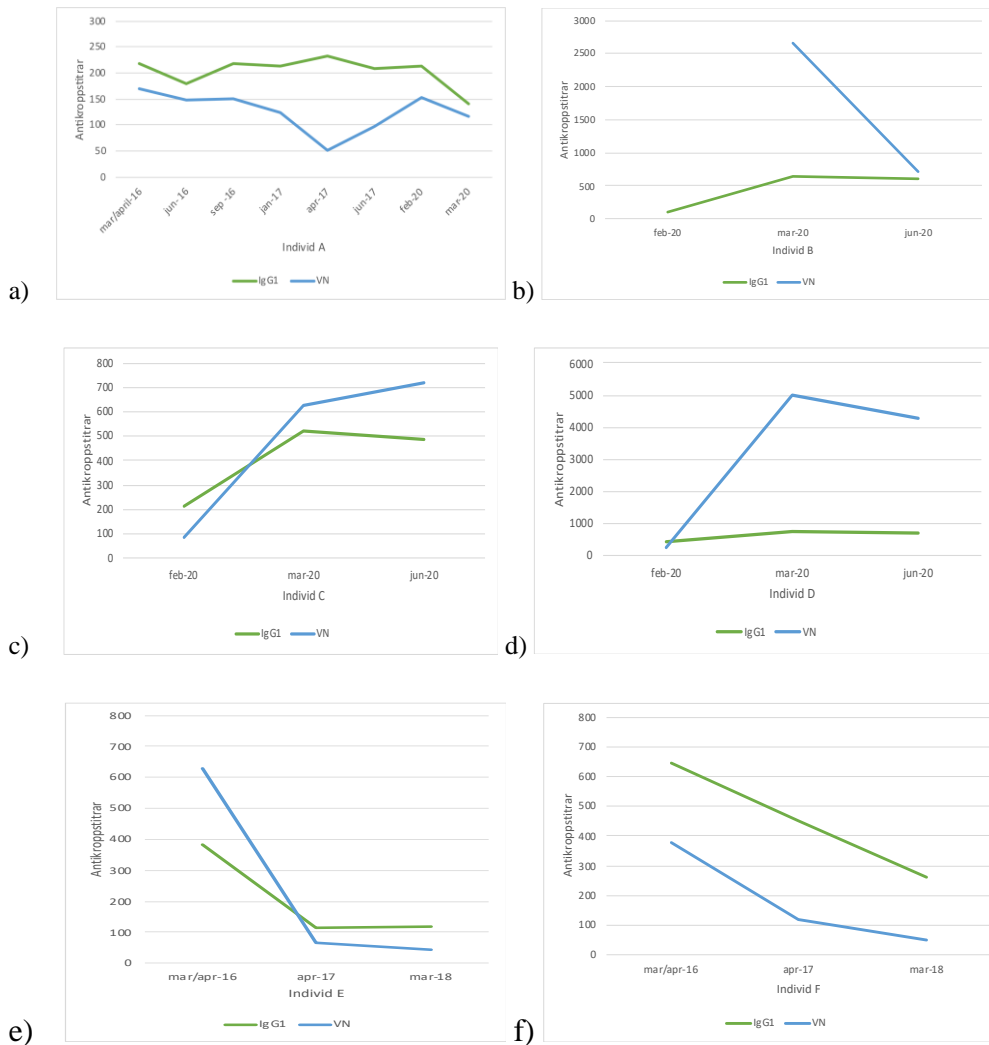 300
250
200
150
100
50
0
Antikroppstitrar
mar/april-16
jun- 16
sep -16
jan-17
apr-17
jun-17
feb-20
mar-20
Individ A
IgG1 VN
a)
3000
2500
2000
1500
1000
500
0
Antikroppstitrar
feb-20 mar-20 jun-20
Individ B
IgG1 VN
b)
800
700
600
500
400
300
200
100
0
Antikroppstitrar
feb-20 mar-20 jun-20
Individ C
IgG1 VN
c)
6000
5000
4000
3000
2000
1000
0
Antikroppstitrar
feb-20 mar-20 jun-20
Individ D
IgG1 VN
d)
800
700
600
500
400
300
200
100
0
Antikroppstitrar
mar/apr-16 apr-17 mar-18
Individ E
IgG1 VN
e)
800
700
600
500
400
300
200
100
0
Antikroppstitrar
mar/apr-16 apr-17 mar-18
Individ F
IgG1 VN
f)